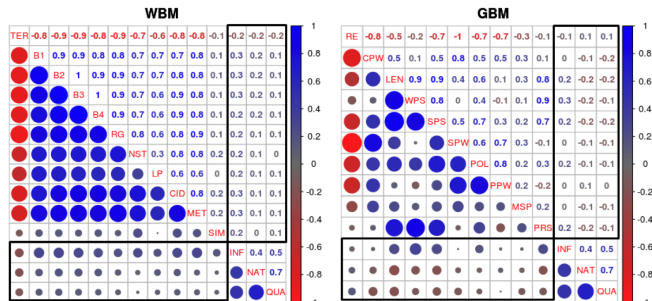 WBM
TER -0.8 -0.9 -0.9 -0.9 -0.8 -0.7 -0.6 -0.8 -0.8 -0.1 -0.2 -0.2 -0.2
B1 0.9 0.9 0.8 0.8 0.7 0.6 0.7 0.7 0.1 0.3 0.2 0.1
B2 1 0.9 0.9 0.7 0.6 0.8 0.8 0.1 0.3 0.2 0.1
B3 1 0.9 0.7 0.6 0.9 0.8 0.1 0.2 0.2 0.1
B4 0.9 0.8 0.6 0.9 0.9 0.1 0.3 0.2 0.1
RG 0.8 0.6 0.8 0.9 0.1 0.2 0.2 0.1
NST 0.3 0.8 0.8 0.2 0.2 0.1 0
LP 0.6 0.6 0 0.2 0.1 0.1
CID 0.8 0.2 0.3 0.1 0.1
MET 0.2 0.3 0.1 0.1
SIM 0.2 0 0.1
INF 0.4 0.5
NAT 0.7
QUA
1
0.8
0.6
0.4
0.2
0
-0.2
-0.4
-0.6
-0.8
-1
GBM
RE -0.8 -0.5 -0.2 -0.7 -1 -0.7 -0.7 -0.3 -0.1 -0.1 0.1 0.1
CPW 0.5 0.1 0.5 0.8 0.5 0.3 0.3 0.1 0 -0.1 -0.1
LEN 0.9 0.9 0.4 0.6 0.1 0.3 0.8 0.2 -0.2 -0.2
WPS 0.8 0 0.4 -0.1 0.1 0.9 0.3 -0.2 -0.2
SPS 0.5 0.7 0.3 0.2 0.7 0.2 -0.2 -0.2
SPW 0.6 0.7 0.3 -0.1 0 -0.1 -0.1
POL 0.8 0.2 0.3 0.2 -0.1 -0.1
PPW 0.2 -0.2 0 0.1 0
MSP 0.2 -0.1 -0.1
PRS 0.2 -0.2 -0.1
INF 0.4 0.5
NAT 0.7
QUA
1
0.8
0.6
0.4
0.2
0
-0.2
-0.4
-0.6
-0.8
-1